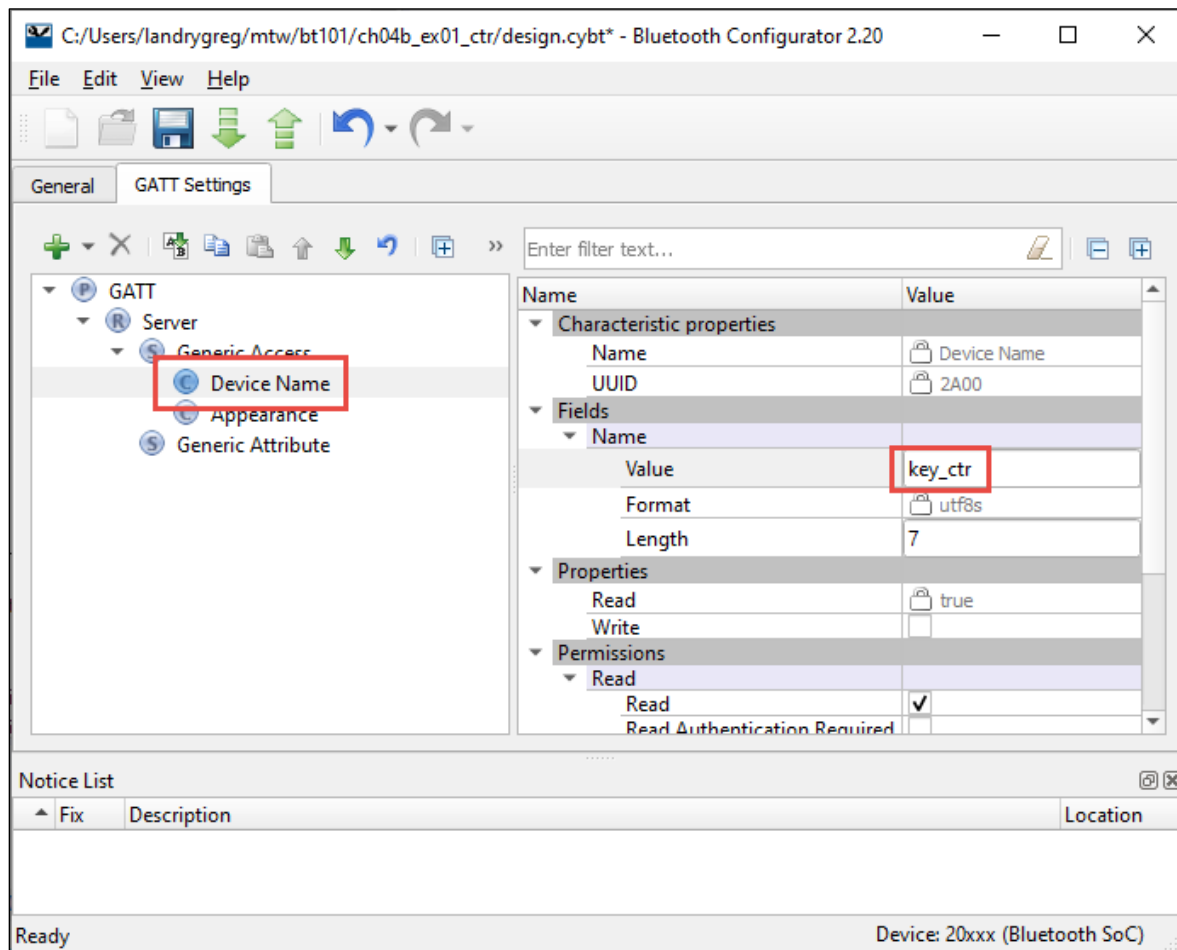 C:/Users/landrygreg/mtw/bt101/ch04b_ex01_ctr/design.cybt* - Bluetooth Configurator 2.20
File Edit View Help
General GATT Settings
Enter filter text...
GATT
Server
Generic Access
Device Name
Appearance
Generic Attribute
Name Value
Characteristic properties
Name Device Name
UUID 2A00
Fields
Name
Value key_ctr
Format utf8s
Length 7
Properties
Read true
Write
Permissions
Read
Read
Read Authentication Required
Notice List
Fix Description Location
Ready Device: 20xxx (Bluetooth SoC)